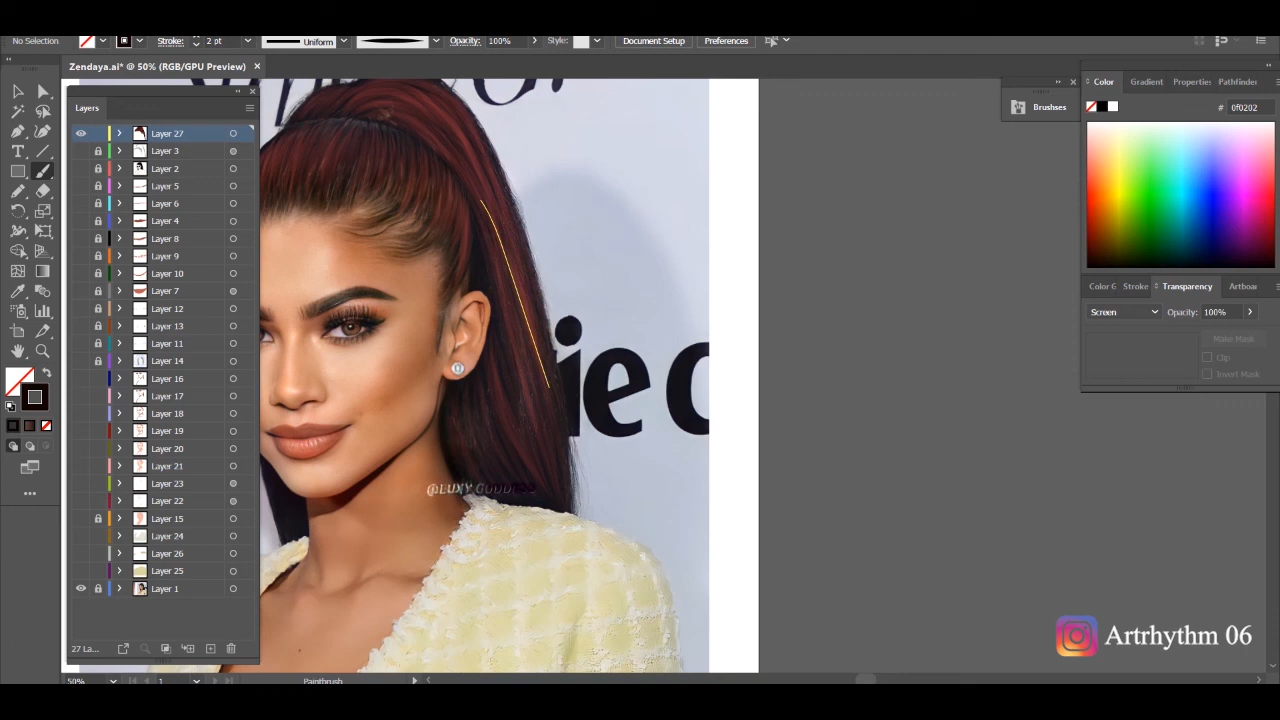 No Selection
Stroke:
2 pt
Uniform
Opacity:
100%
Style:
Document Setup
Preferences
Zendaya.ai* @ 50% (RGB/GPU Preview)
Layers
Layer 27
Layer 3
Layer 2
Layer 5
Layer 6
Layer 4
Layer 8
Layer 9
Layer 10
Layer 7
Layer 12
Layer 13
Layer 11
Layer 14
Layer 16
Layer 17
Layer 18
Layer 19
Layer 20
Layer 21
Layer 23
Layer 22
Layer 15
Layer 24
Layer 26
Layer 25
Layer 1
27 La...
ie C
@LUXY GODDESS
Brushses
Color
Gradient
Properties
Pathfinder
# 0f0202
Color G
Stroke
Transparency
Artboar
Screen
Opacity:
100%
Make Mask
Clip
Invert Mask
Artrhythm 06
50%
1
Paintbrush